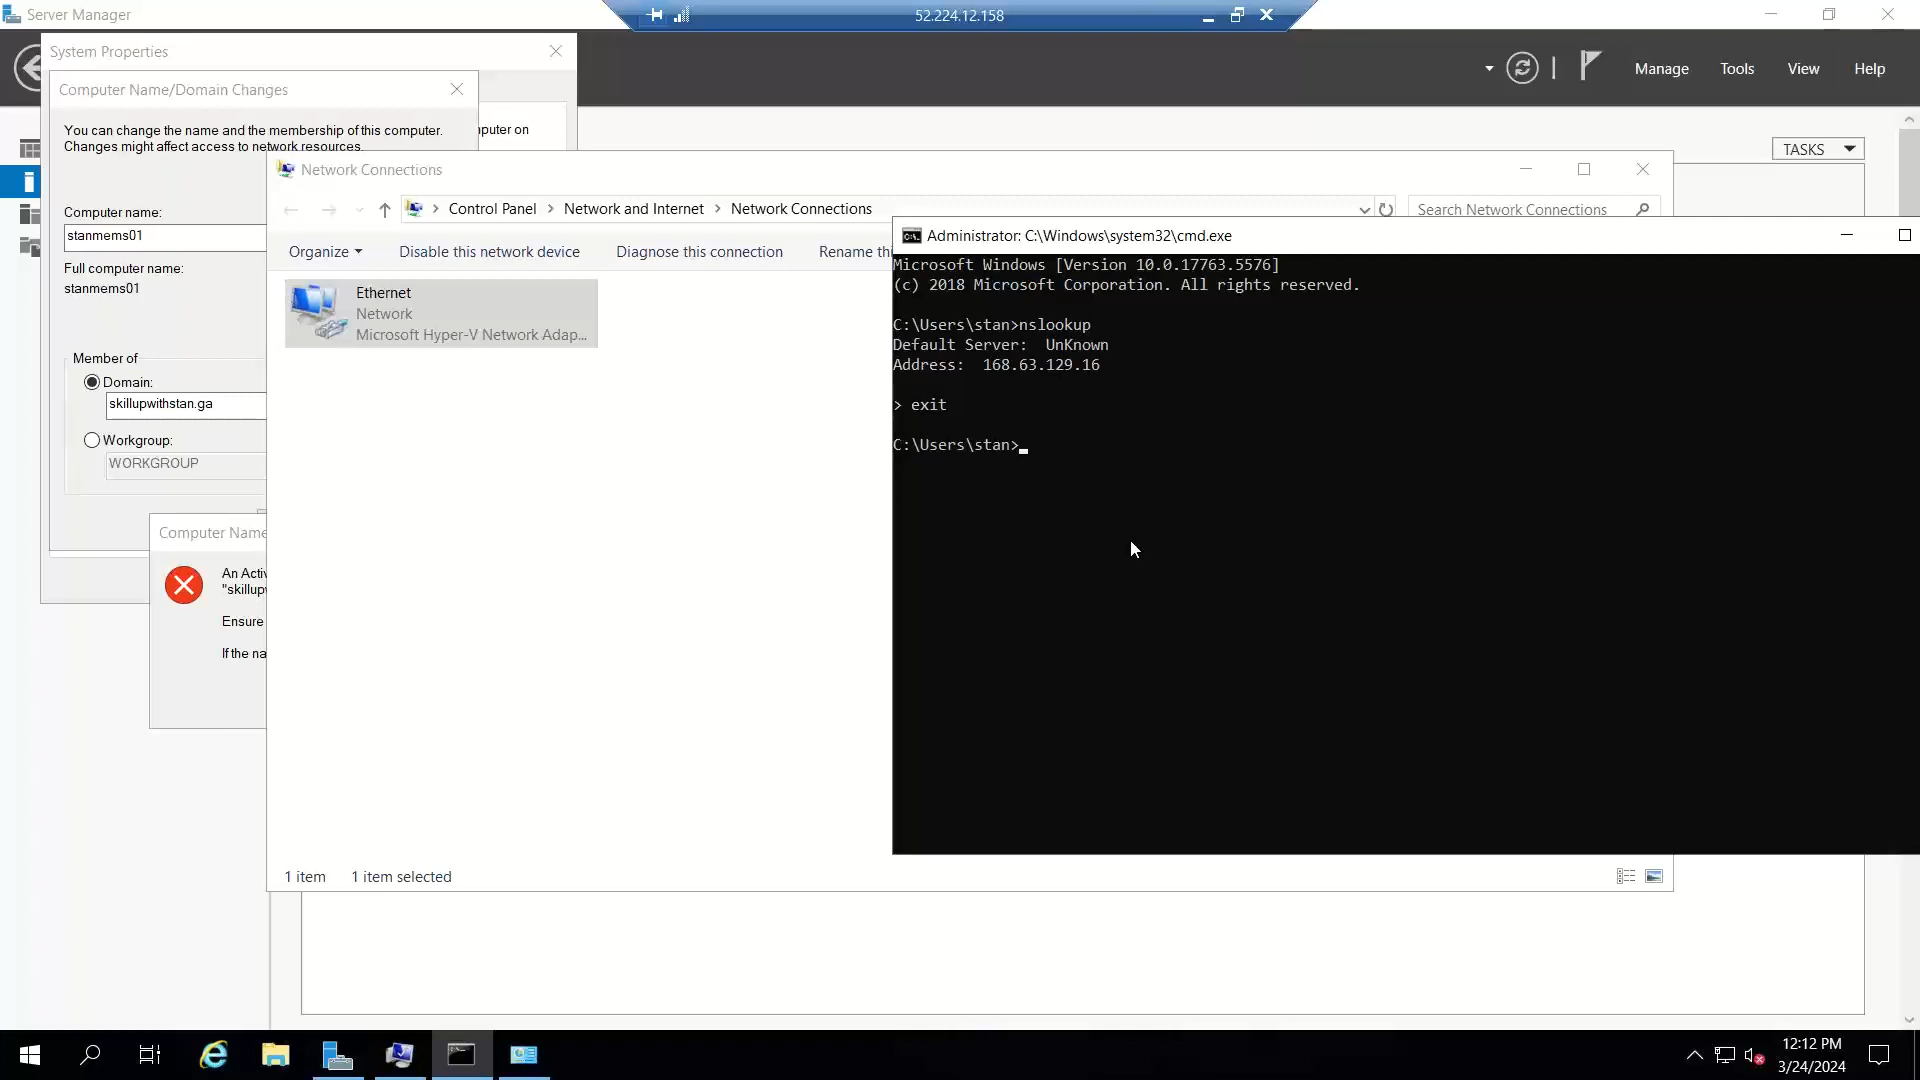 Server Manager
52.224.12.158
Manage
Tools
View
Help
System Properties
Computer Name/Domain Changes
You can change the name and the membership of this computer.
Changes might affect access to network resources.
puter on
Computer name:
stanmems01
Full computer name:
stanmems01
Member of
Domain:
skillupwithstan.ga
Workgroup:
WORKGROUP
Computer Name
An Activ
"skillupw
Ensure
If the na
TASKS
Network Connections
Control Panel > Network and Internet > Network Connections
Search Network Connections
Organize
Disable this network device
Diagnose this connection
Rename thi
Ethernet
Network
Microsoft Hyper-V Network Adap...
1 item
1 item selected
Administrator: C:\Windows\system32\cmd.exe
Microsoft Windows [Version 10.0.17763.5576]
(c) 2018 Microsoft Corporation. All rights reserved.
C:\Users\stan>nslookup
Default Server:  UnKnown
Address:  168.63.129.16
> exit
C:\Users\stan>
12:12 PM
3/24/2024